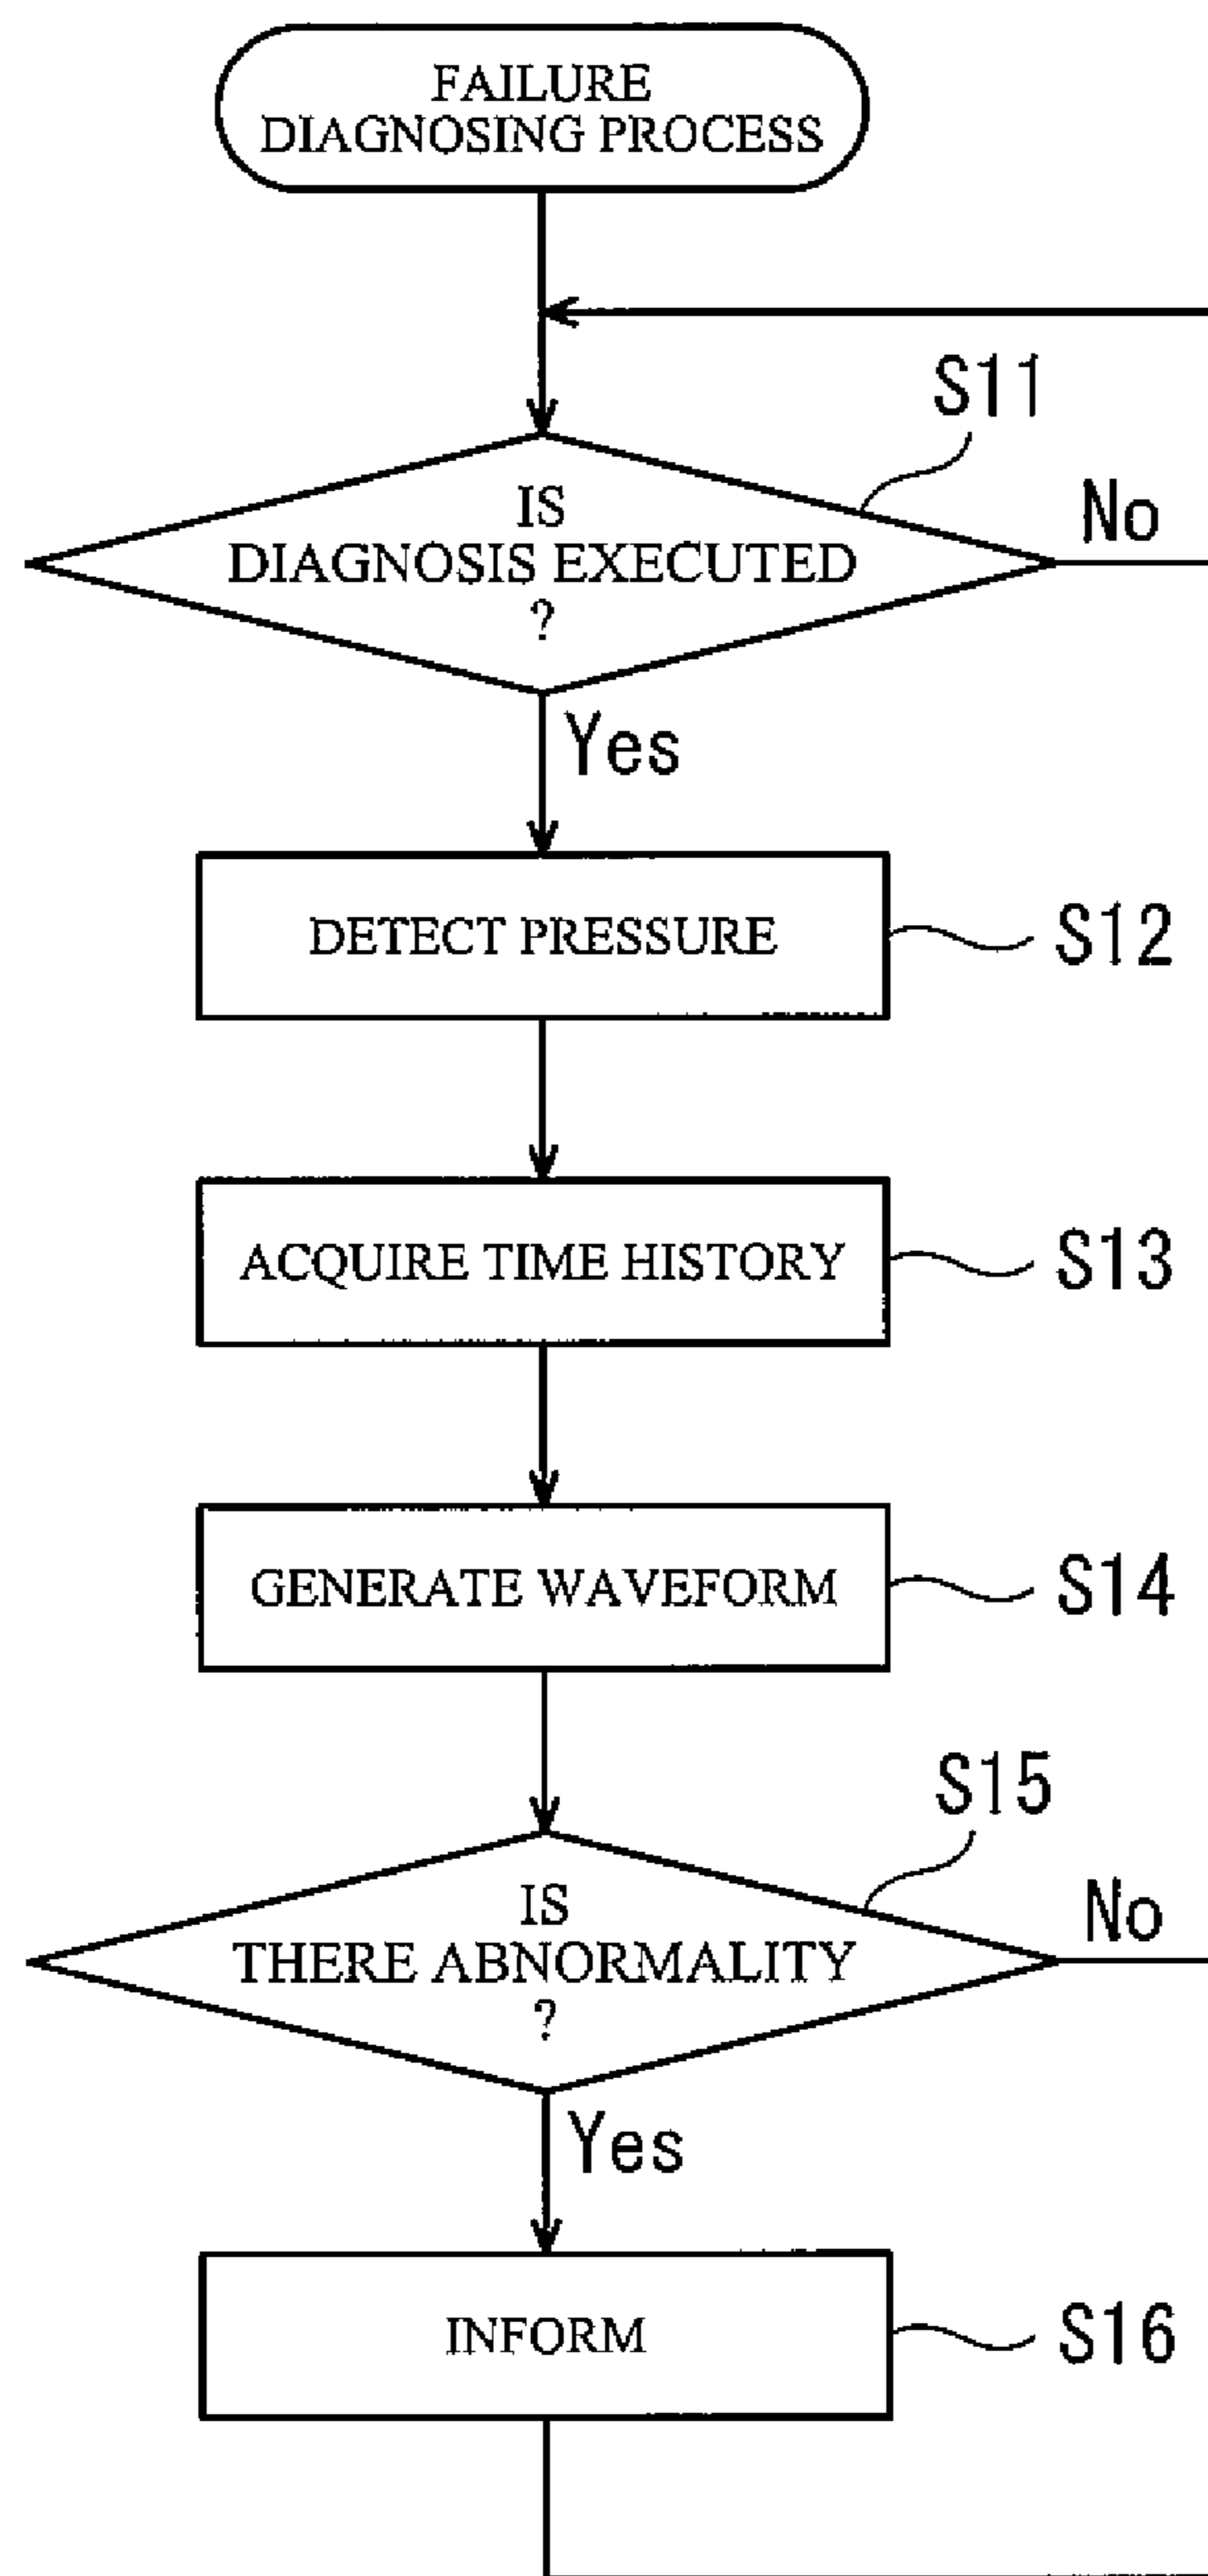 FAILURE
DIAGNOSING PROCESS
S11
IS
DIAGNOSIS EXECUTED
?
No
Yes
DETECT PRESSURE
S12
ACQUIRE TIME HISTORY
S13
GENERATE WAVEFORM
S14
S15
IS
THERE ABNORMALITY
?
No
Yes
INFORM
S16